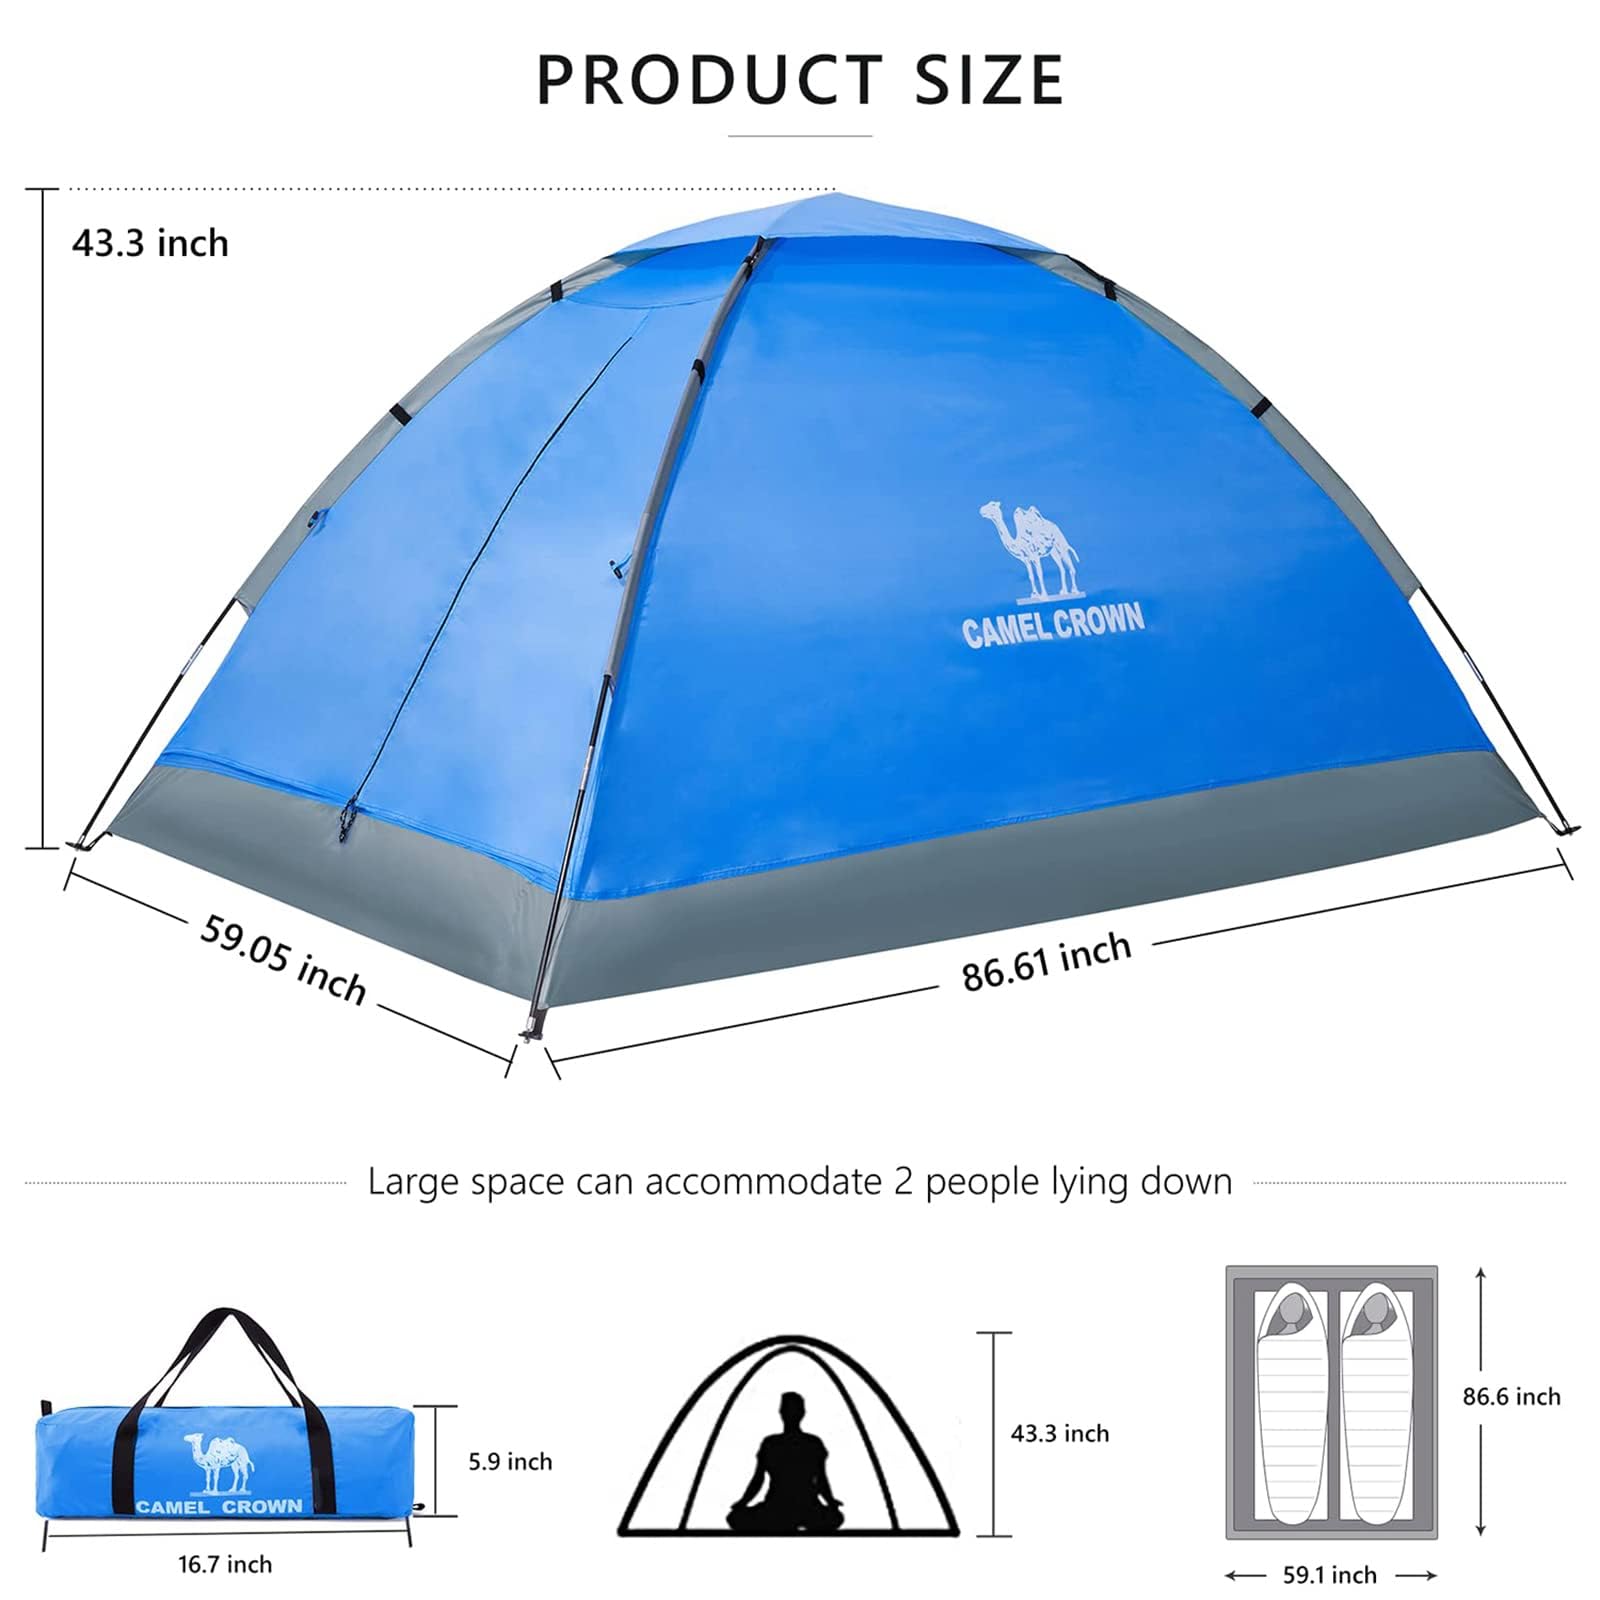 PRODUCT SIZE
43.3 inch
CAMEL CROWN
59.05 inch
86.61 inch
Large space can accommodate 2 people lying down
CAMEL CROWN
5.9 inch
16.7 inch
43.3 inch
86.6 inch
59.1 inch